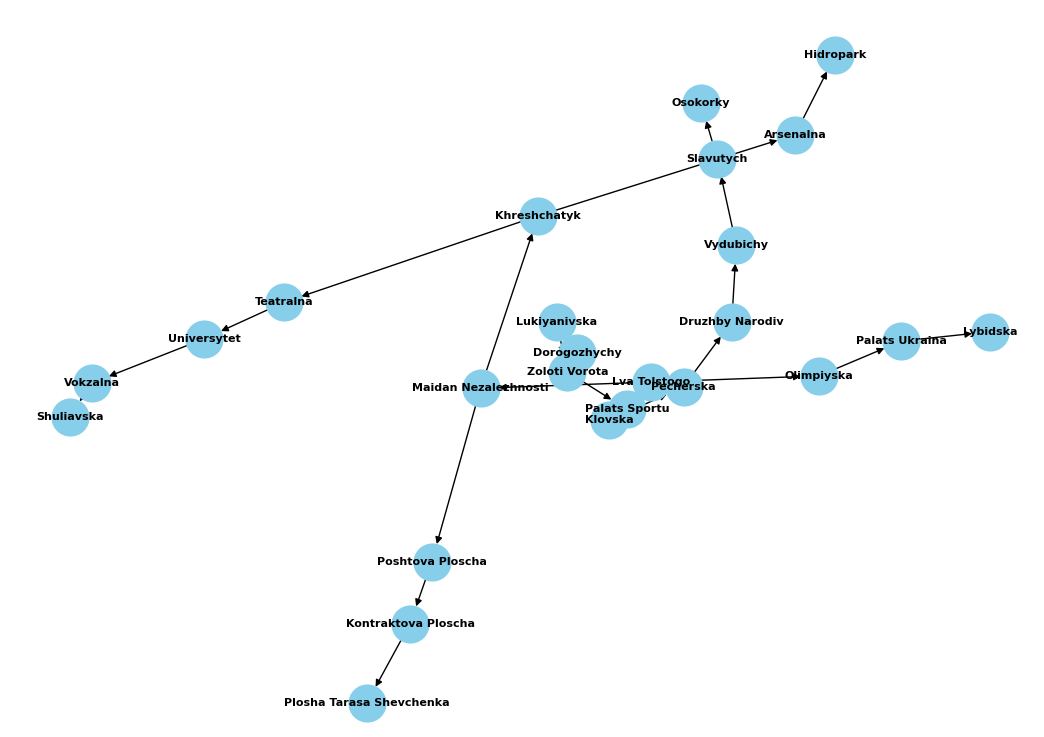 Hidropark
Osokorky
Arsenalna
Slavutych
Khreshchatyk
Vydubichy
Teatralna
Lukiyanivska
Druzhby Narodiv
Universytet
Lybidska
Palats Ukraina
Dorogozhychy
Zoloti Vorota
Olimpiyska
Vokzalna
Lva Tolstogo
Maidan Nezalezhnosti
Pecherska
Palats Sportu
Shuliavska
Klovska
Poshtova Ploscha
Kontraktova Ploscha
Plosha Tarasa Shevchenka